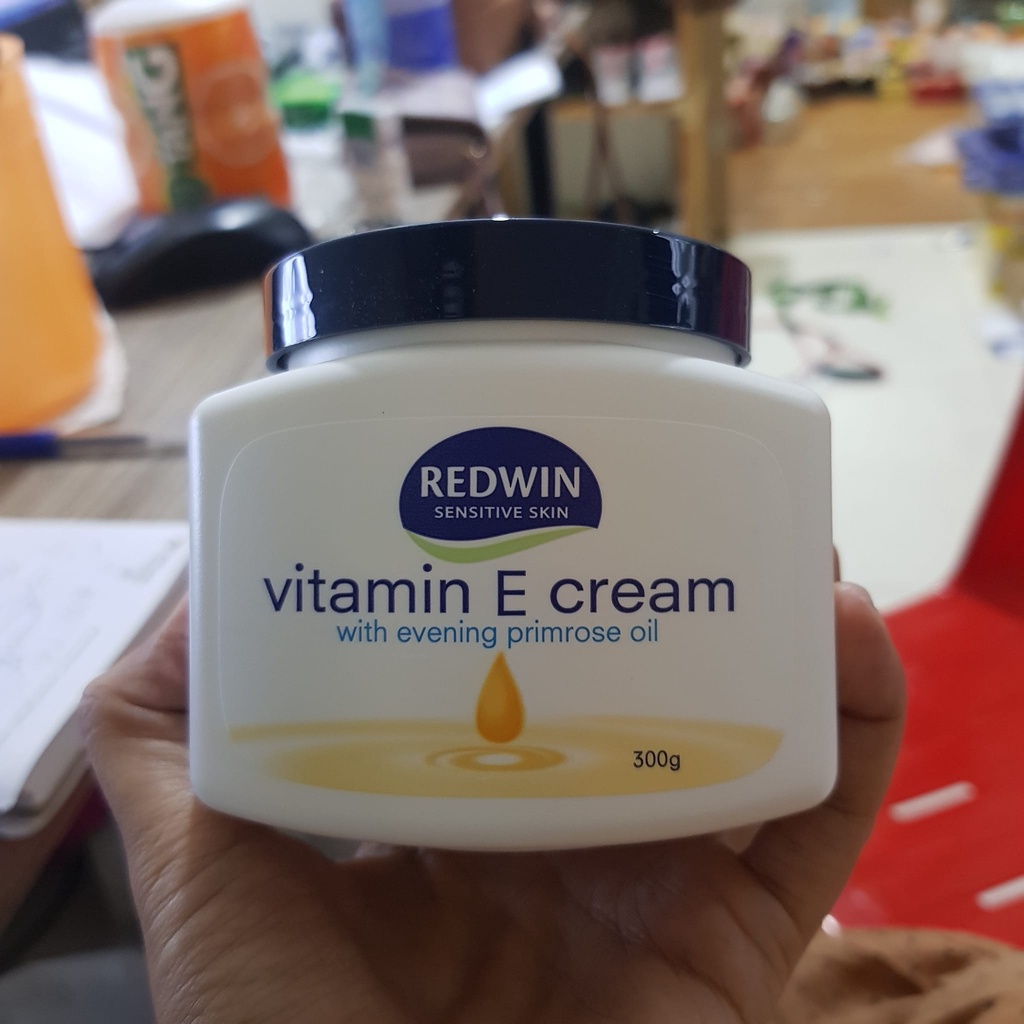 REDWIN
SENSITIVE SKIN
vitamin E cream
with evening primrose oil
300g